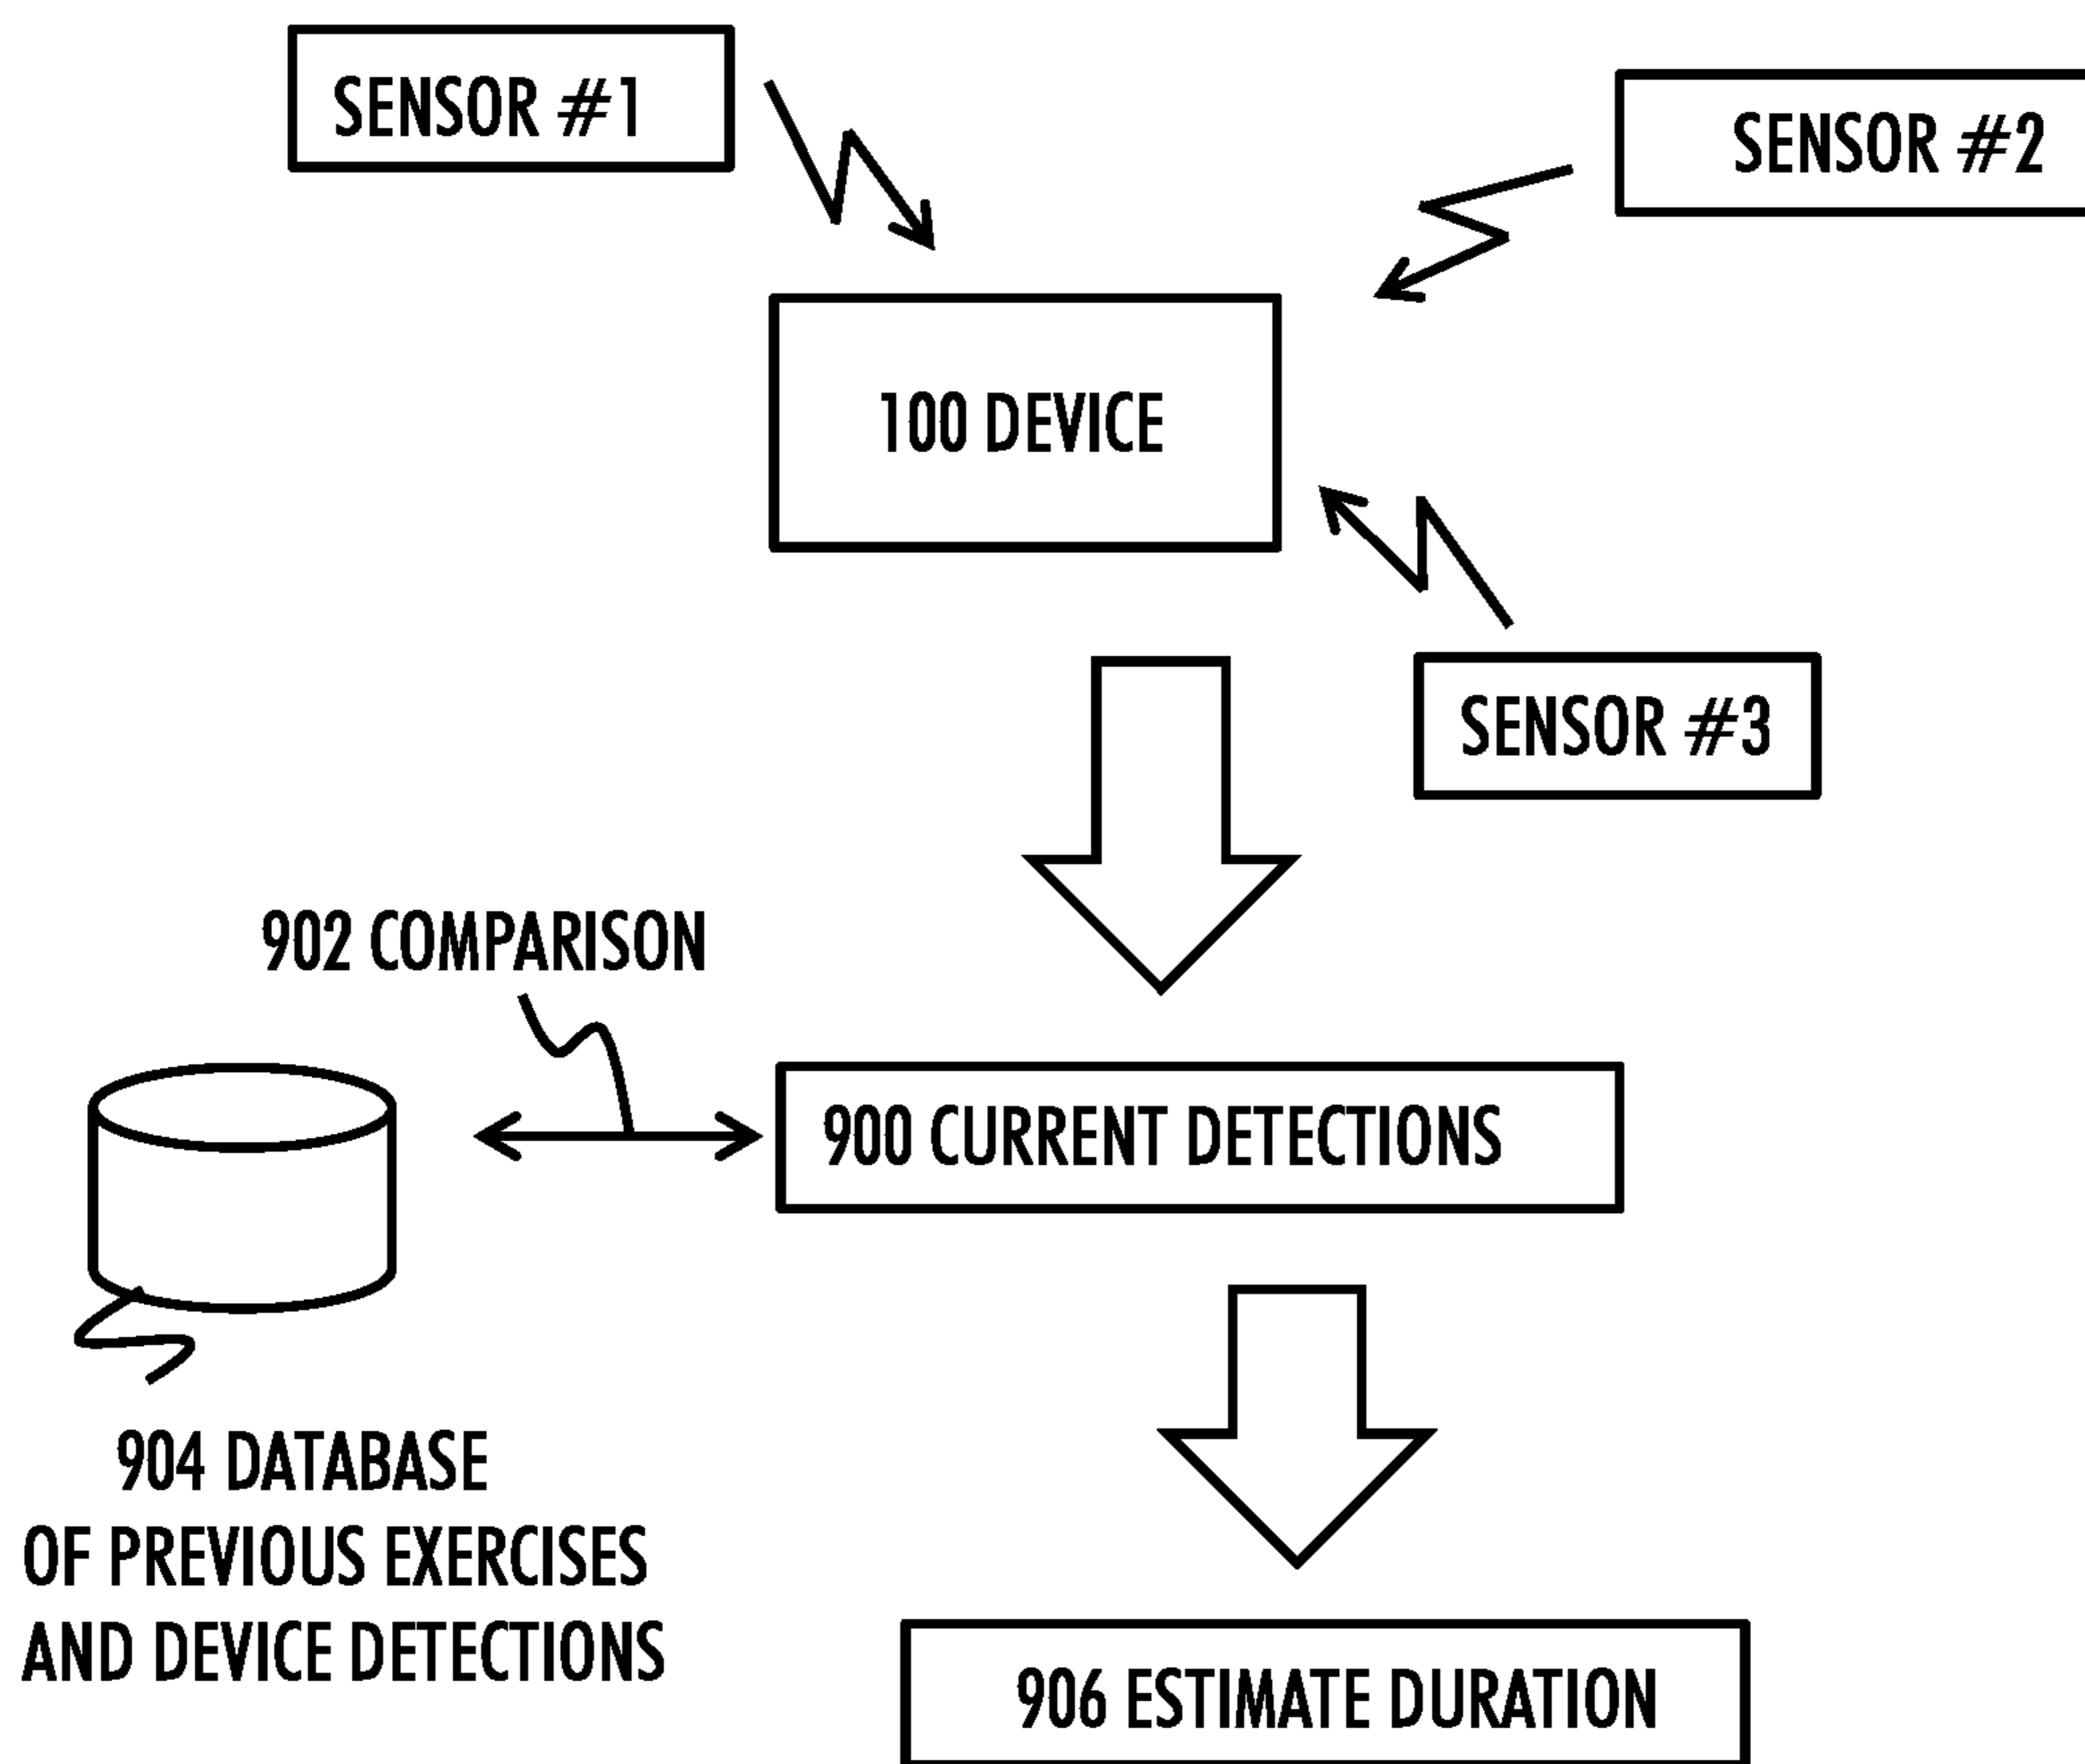 SENSOR #1
SENSOR #2
100 DEVICE
SENSOR #3
902 COMPARISON
900 CURRENT DETECTIONS
904 DATABASE
OF PREVIOUS EXERCISES
AND DEVICE DETECTIONS
906 ESTIMATE DURATION